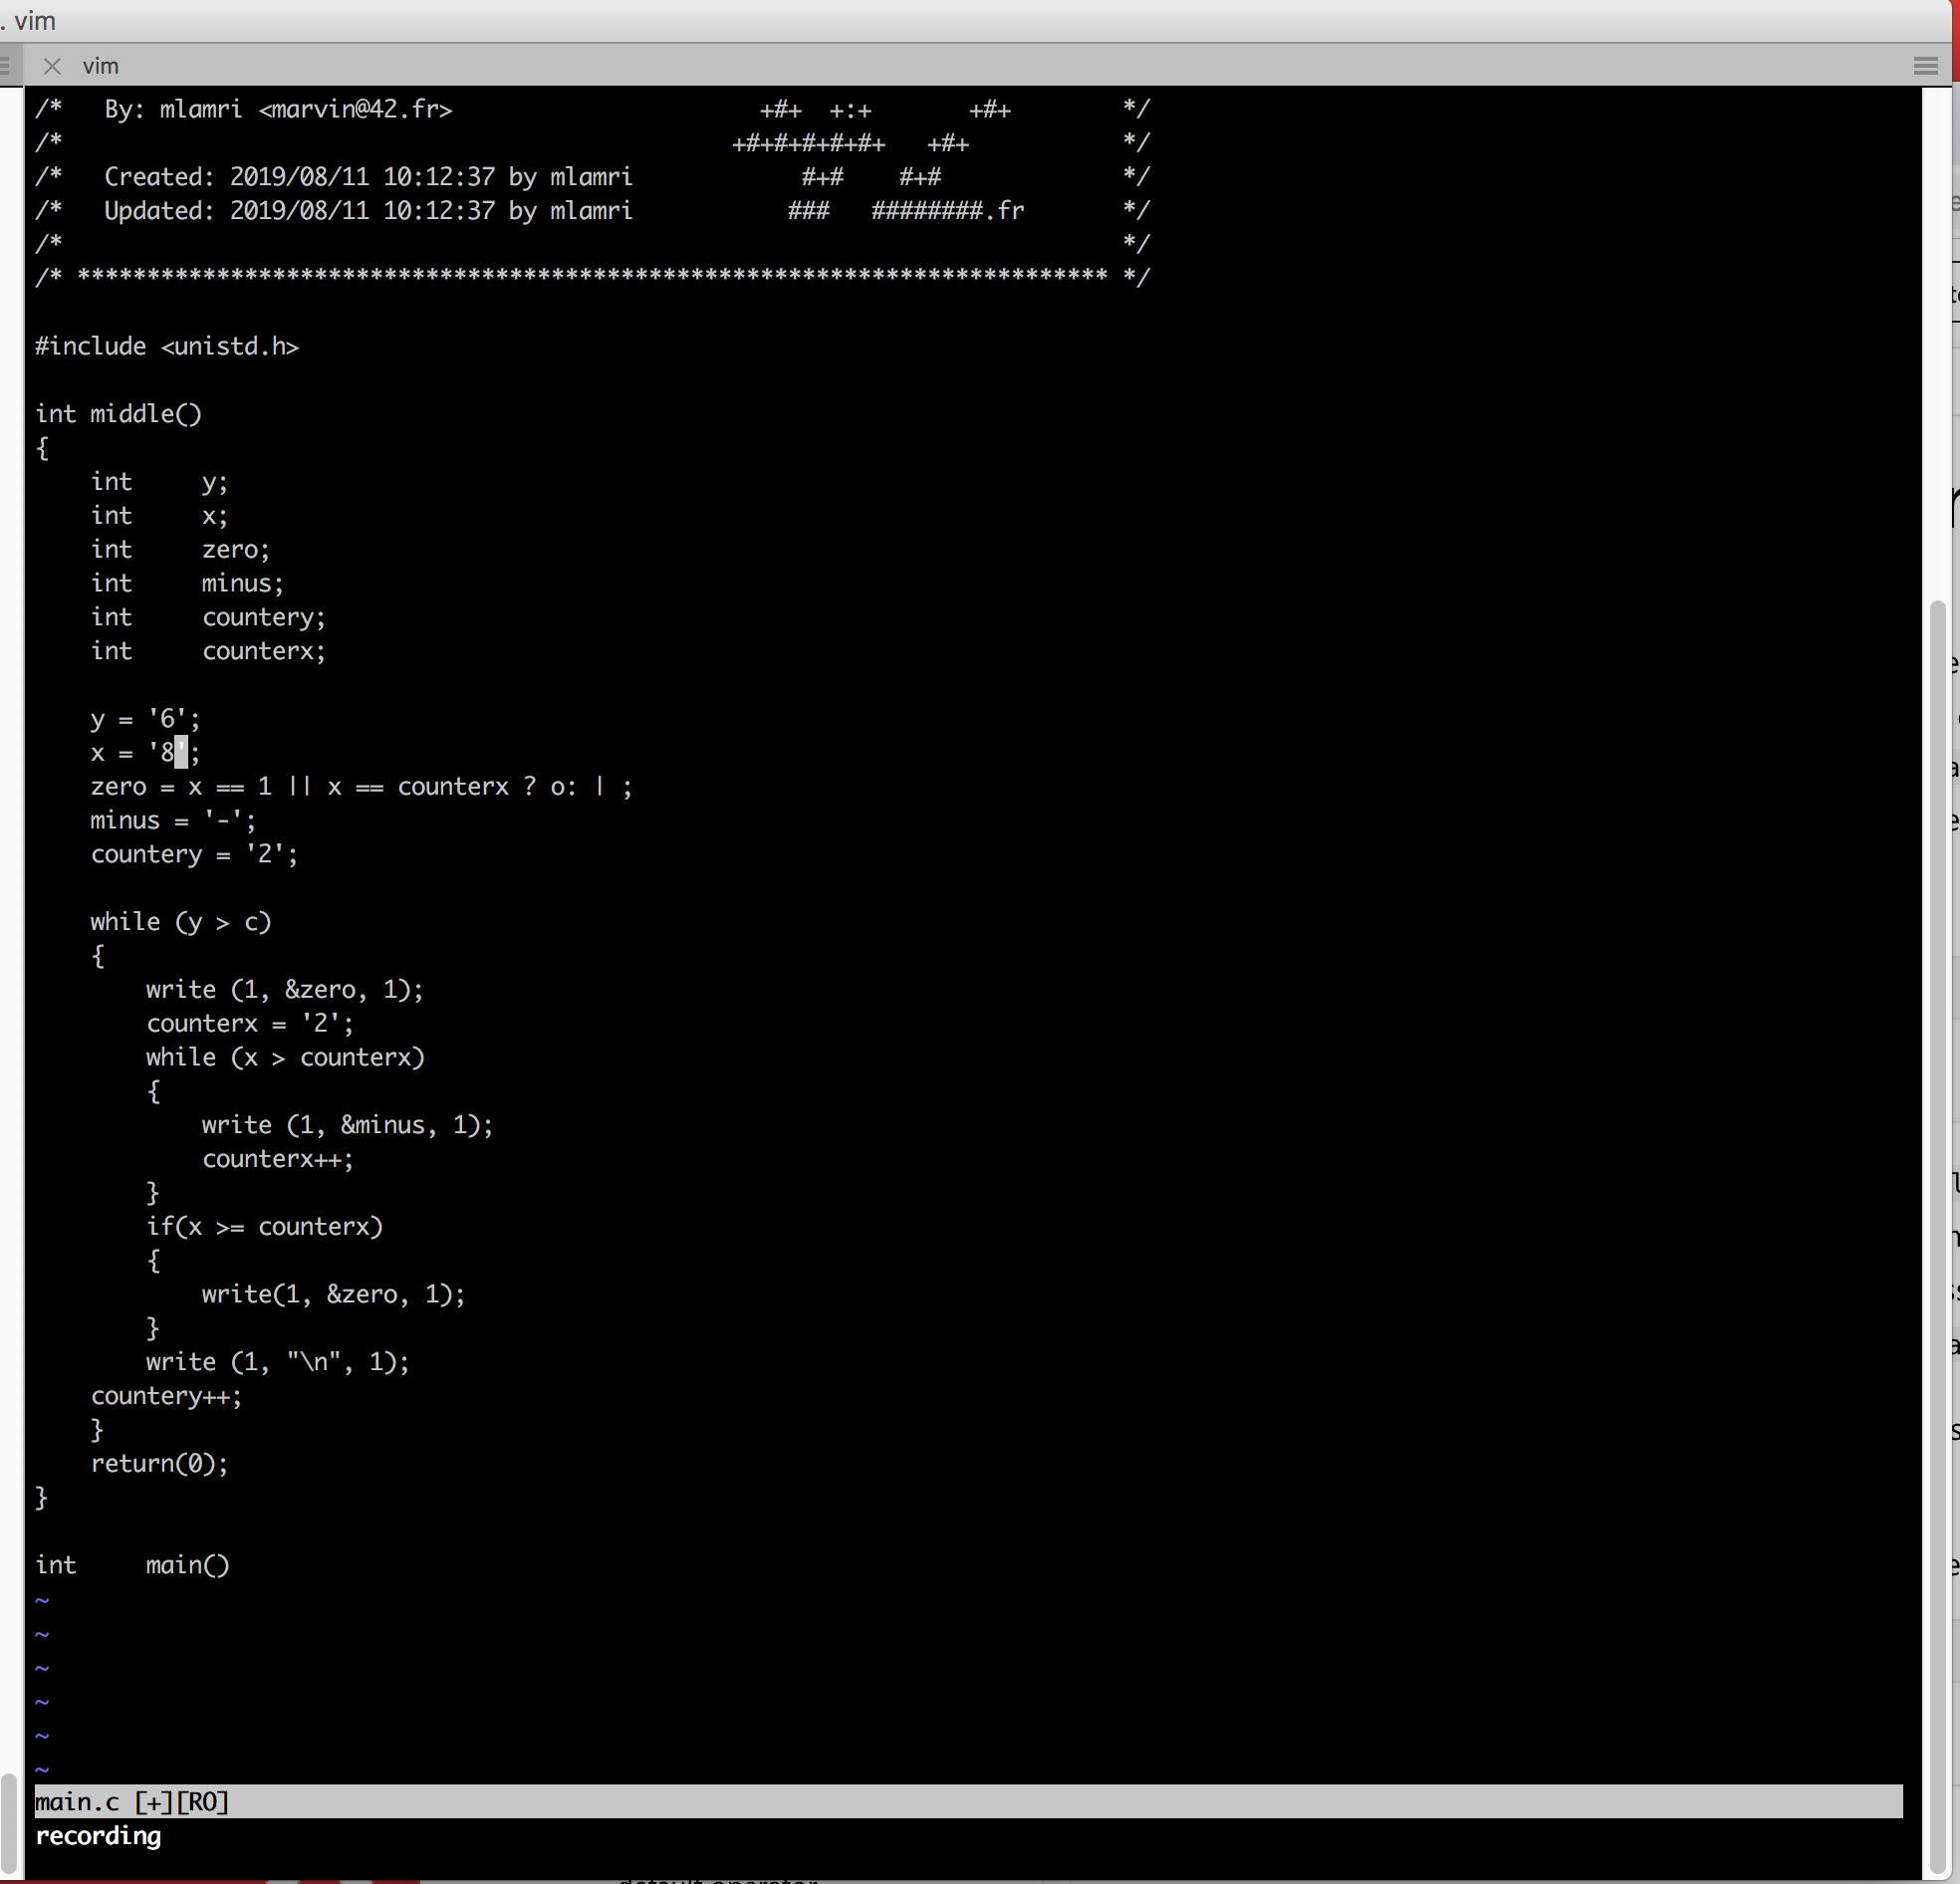 . vim
vim
/*   By: mlamri <marvin@42.fr>                      +#+  +:+       +#+        */
/*                                                +#+#+#+#+#+   +#+           */
/*   Created: 2019/08/11 10:12:37 by mlamri            #+#    #+#             */
/*   Updated: 2019/08/11 10:12:37 by mlamri           ###   ########.fr       */
/*                                                                            */
/* ************************************************************************** */
#include <unistd.h>
int middle()
{
    int     y;
    int     x;
    int     zero;
    int     minus;
    int     countery;
    int     counterx;
    y = '6';
    x = '8';
    zero = x == 1 || x == counterx ? o: | ;
    minus = '-';
    countery = '2';
    while (y > c)
    {
        write (1, &zero, 1);
        counterx = '2';
        while (x > counterx)
        {
            write (1, &minus, 1);
            counterx++;
        }
        if(x >= counterx)
        {
            write(1, &zero, 1);
        }
        write (1, "\n", 1);
    countery++;
    }
    return(0);
}
int     main()
~
~
~
~
~
~
main.c [+][RO]
recording